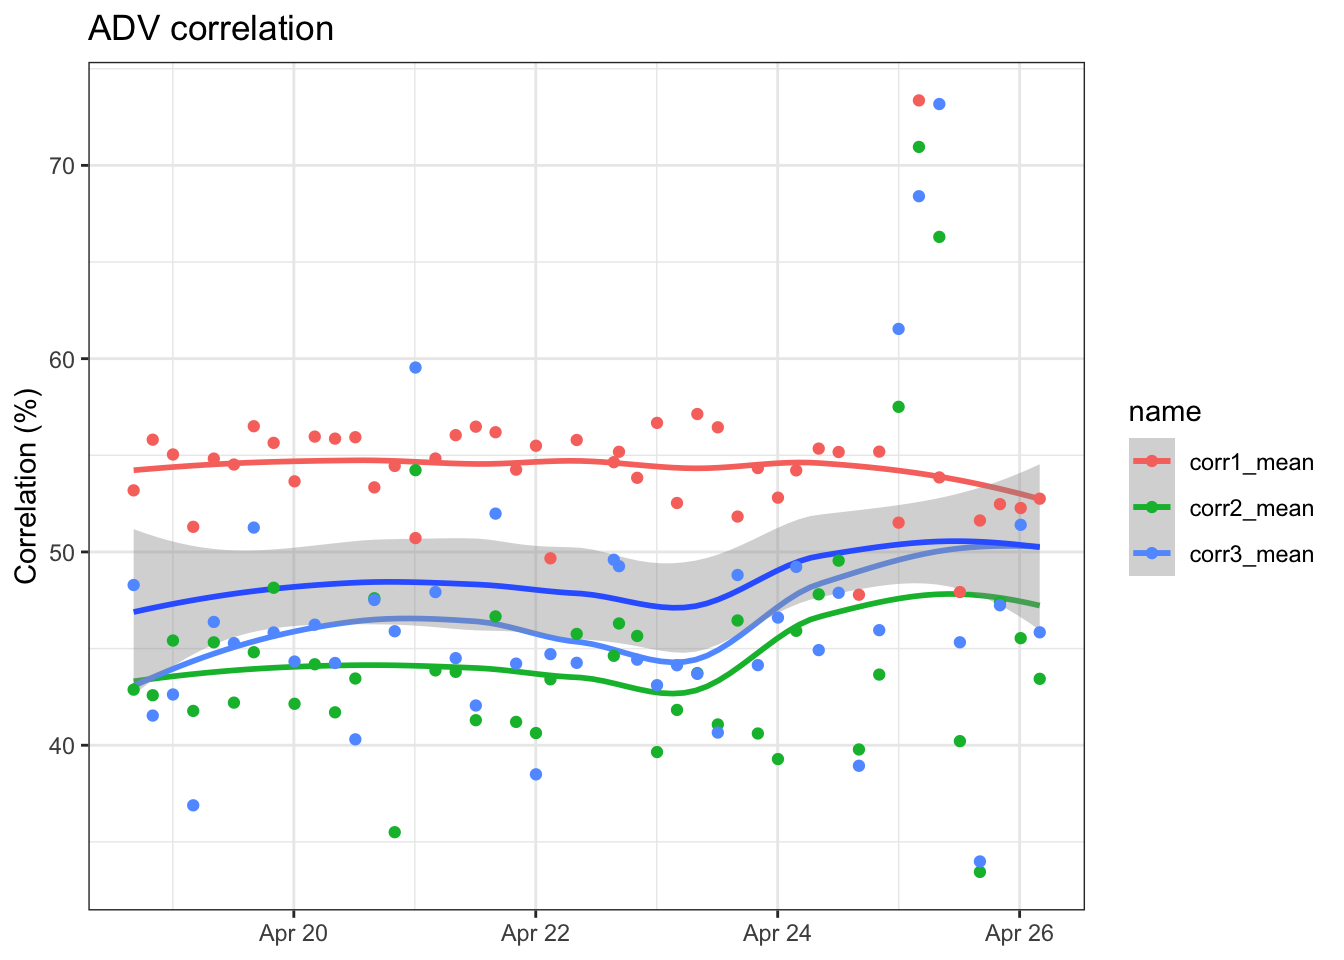 ADV correlation
Correlation (%)
70
60
50
40
Apr 20
Apr 22
Apr 24
Apr 26
name
corr1_mean
corr2_mean
corr3_mean